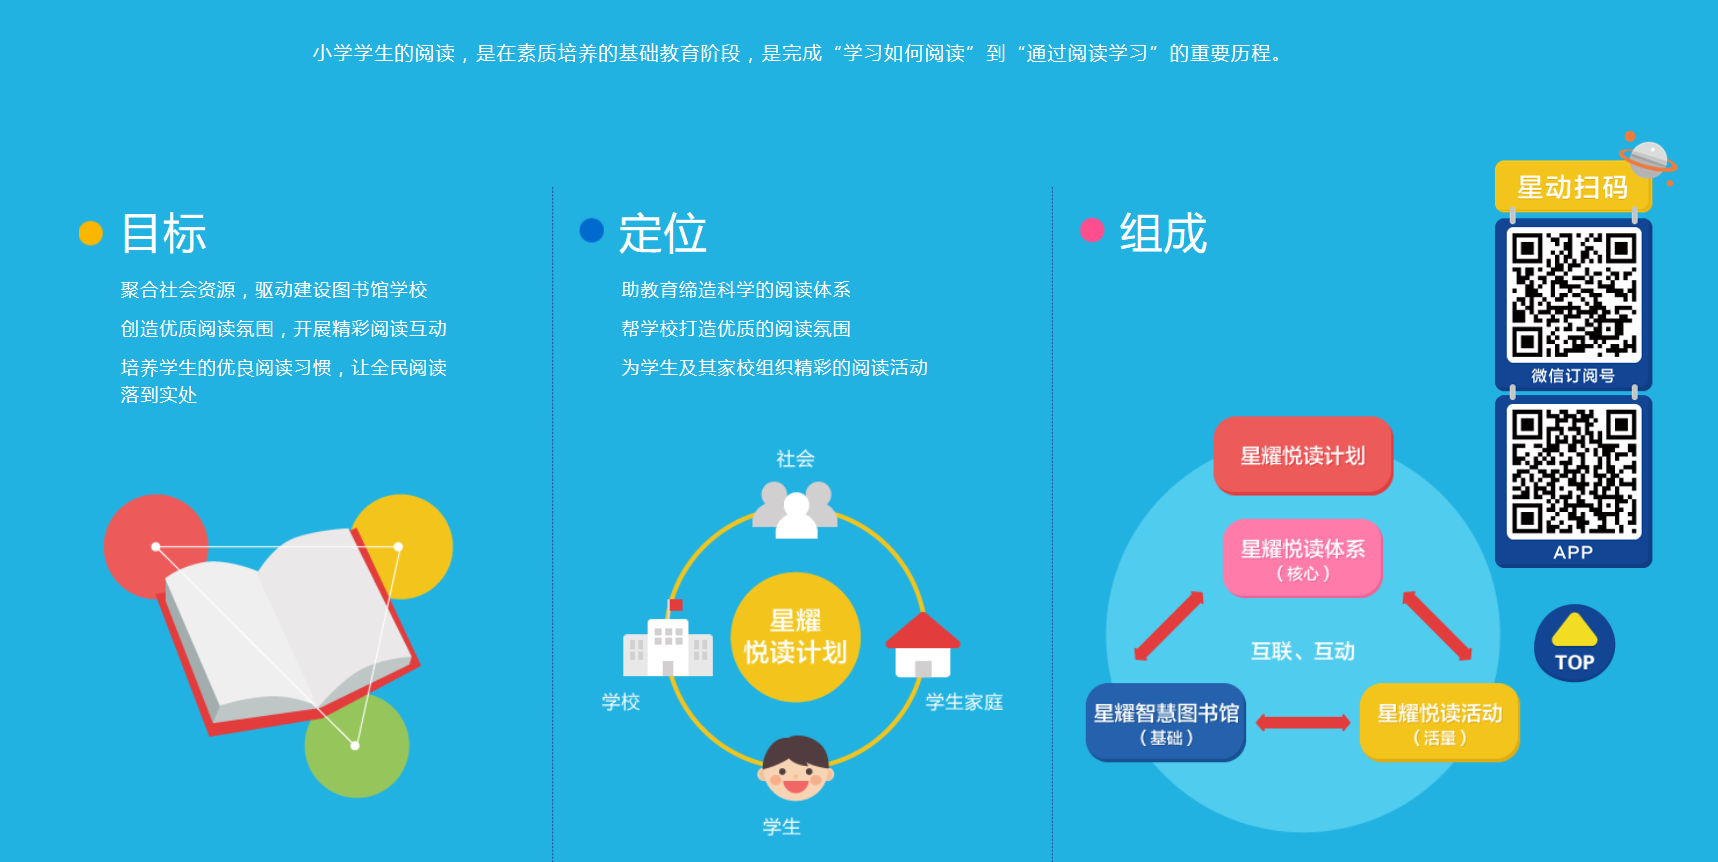 小学学生的阅读，是在素质培养的基础教育阶段，是完成“学习如何阅读”到“通过阅读学习”的重要历程。
目标
聚合社会资源，驱动建设图书馆学校
创造优质阅读氛围，开展精彩阅读互动
培养学生的优良阅读习惯，让全民阅读
落到实处
定位
助教育缔造科学的阅读体系
帮学校打造优质的阅读氛围
为学生及其家校组织精彩的阅读活动
社会
星耀
悦读计划
学校
学生家庭
学生
组成
星耀悦读计划
星耀悦读体系
（核心）
互联、互动
星耀智慧图书馆
（基础）
星耀悦读活动
（活量）
星动扫码
微信订阅号
APP
TOP